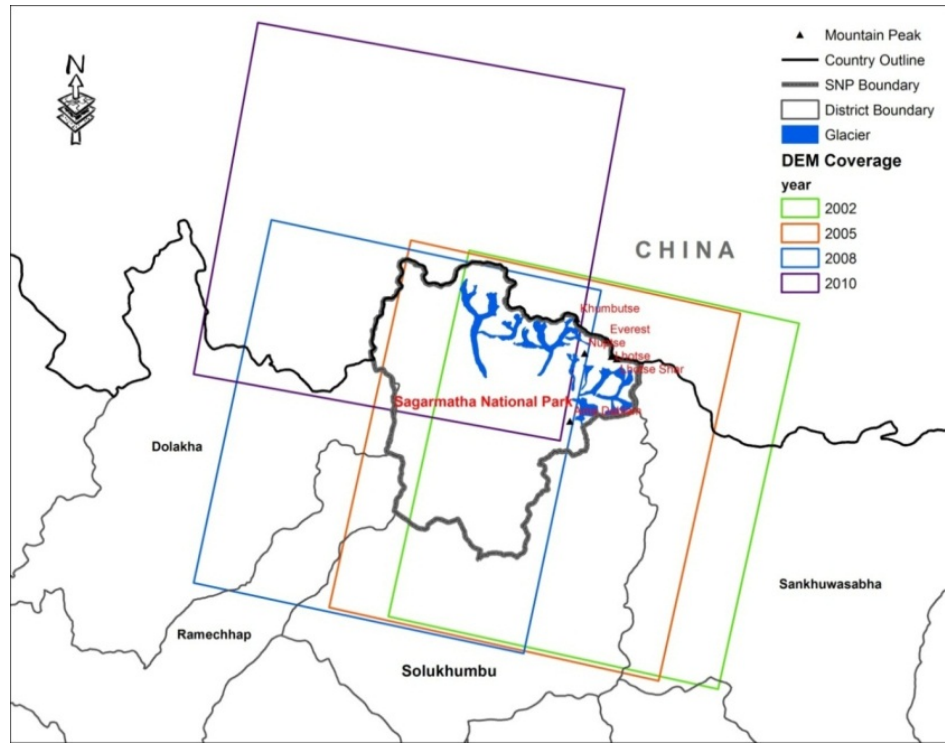 N
Mountain Peak
Country Outline
SNP Boundary
District Boundary
Glacier
DEM Coverage
year
2002
2005
2008
2010
CHINA
Khumbutse
Everest
Nuptse
Lhotse
Lhotse Shar
Sagarmatha National Park
Dolakha
Sankhuwasabha
Ramechhap
Solukhumbu